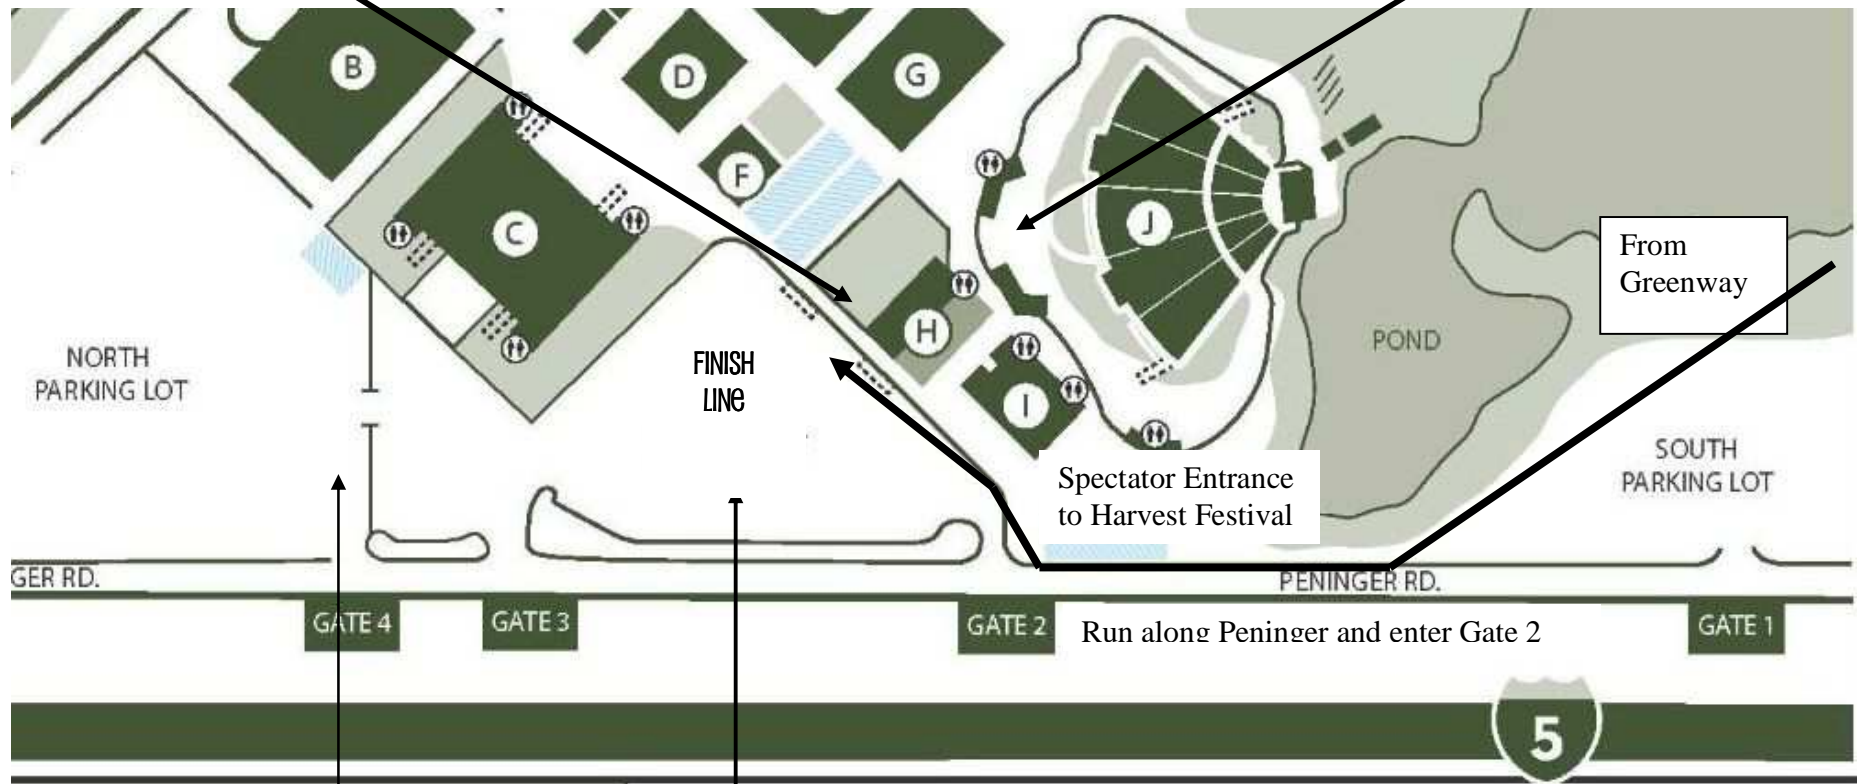 B
D
G
F
C
J
H
I
From
Greenway
POND
NORTH
PARKING LOT
FINISH
LINe
SOUTH
PARKING LOT
Spectator Entrance
to Harvest Festival
GER RD.
PENINGER RD.
GATE 4
GATE 3
GATE 2
Run along Peninger and enter Gate 2
GATE 1
5